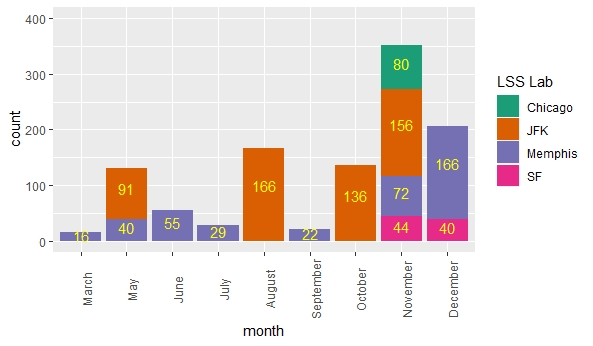 400
300
200
100
0
count
80
156
91
166
136
166
72
40
55
29
44
40
16
22
March
May
June
July
August
September
October
November
December
month
LSS Lab
Chicago
JFK
Memphis
SF